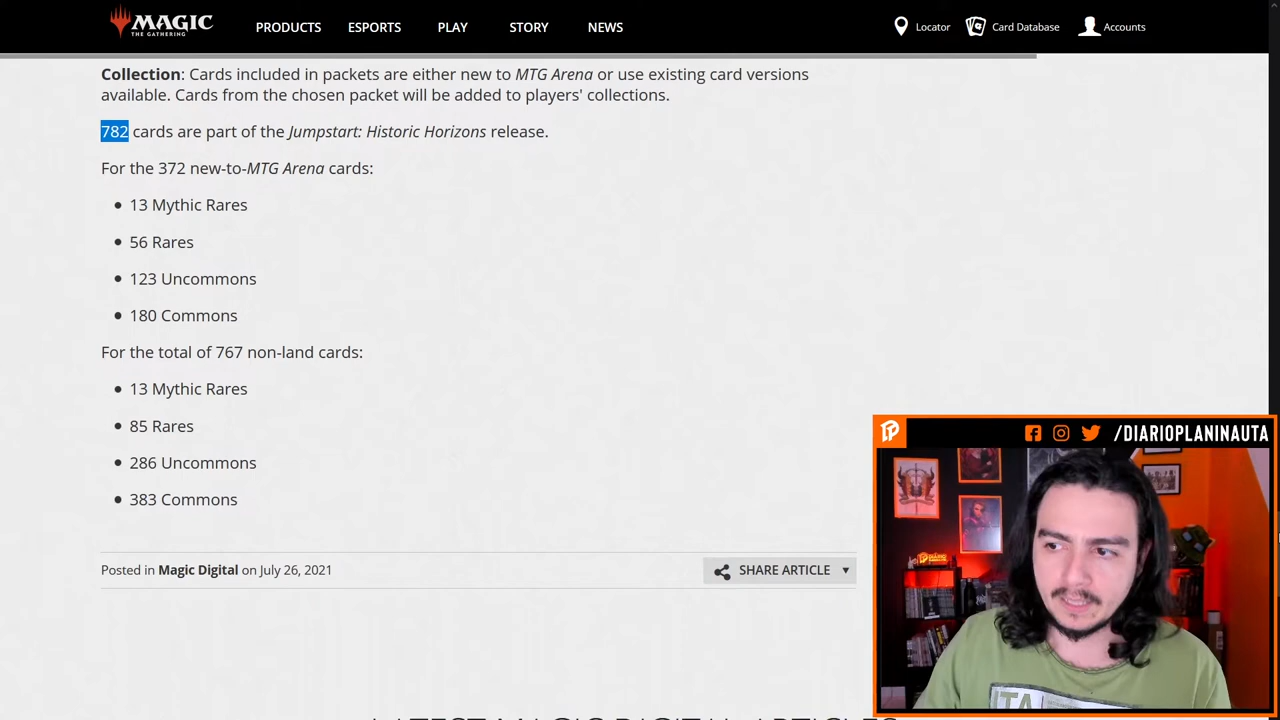 MAGIC
THE GATHERING
PRODUCTS ESPORTS PLAY STORY NEWS
Locator Card Database Accounts
Collection: Cards included in packets are either new to MTG Arena or use existing card versions
available. Cards from the chosen packet will be added to players' collections.
782 cards are part of the Jumpstart: Historic Horizons release.
For the 372 new-to-MTG Arena cards:
13 Mythic Rares
56 Rares
123 Uncommons
180 Commons
For the total of 767 non-land cards:
13 Mythic Rares
85 Rares
286 Uncommons
383 Commons
Posted in Magic Digital on July 26, 2021
SHARE ARTICLE
LATEST MAGIC DIGITAL ARTICLES
/DIARIOPLANINAUTA